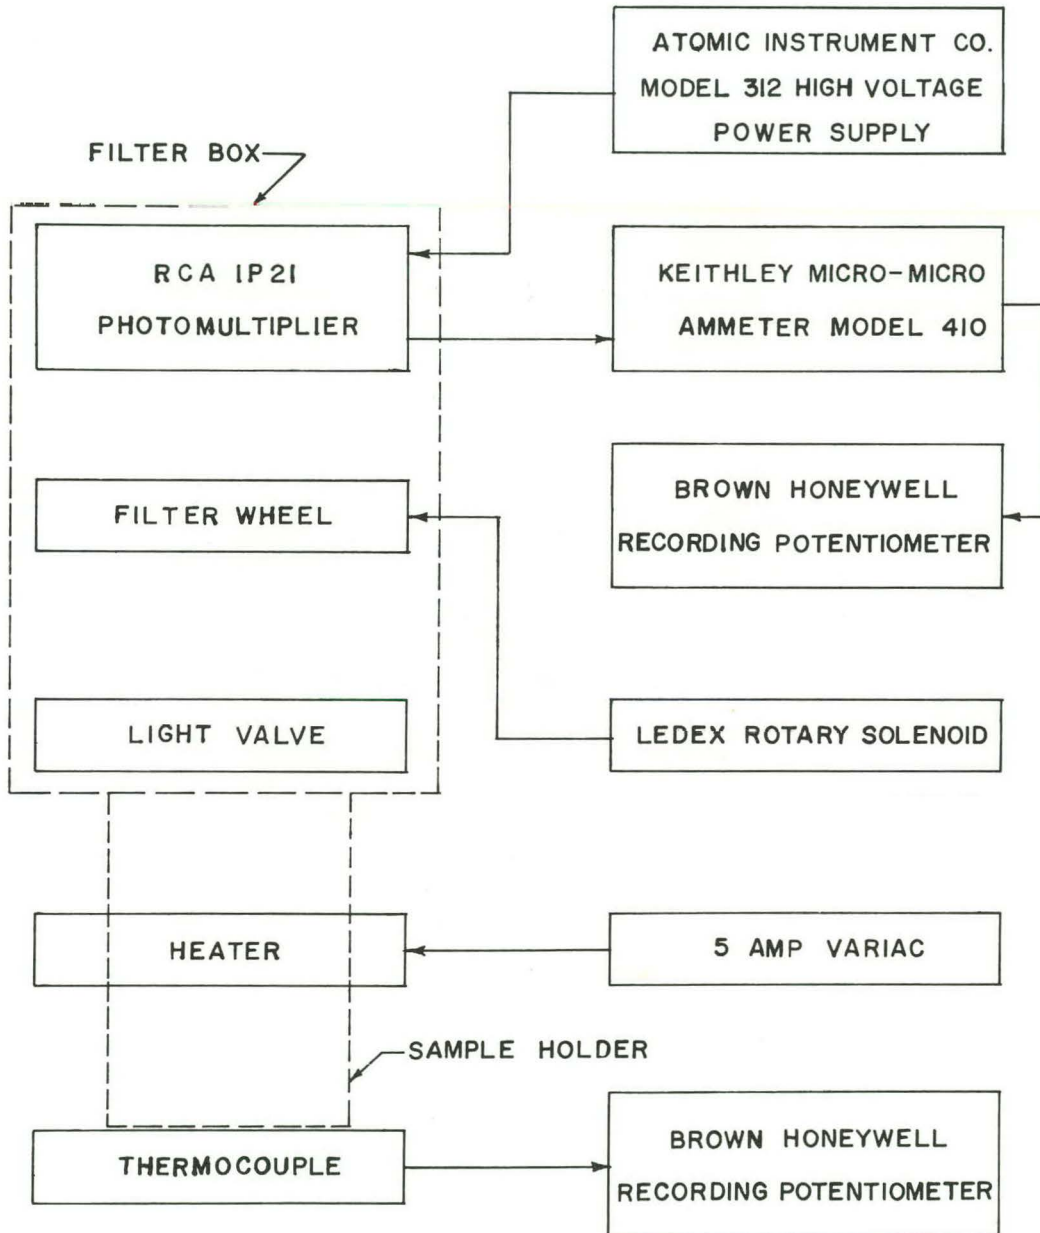 ATOMIC INSTRUMENT CO.
MODEL 312 HIGH VOLTAGE
POWER SUPPLY
FILTER BOX
RCA 1P21
PHOTOMULTIPLIER
KEITHLEY MICRO-MICRO
AMMETER MODEL 410
BROWN HONEYWELL
RECORDING POTENTIOMETER
FILTER WHEEL
LIGHT VALVE
LEDEX ROTARY SOLENOID
HEATER
5 AMP VARIAC
SAMPLE HOLDER
THERMOCOUPLE
BROWN HONEYWELL
RECORDING POTENTIOMETER